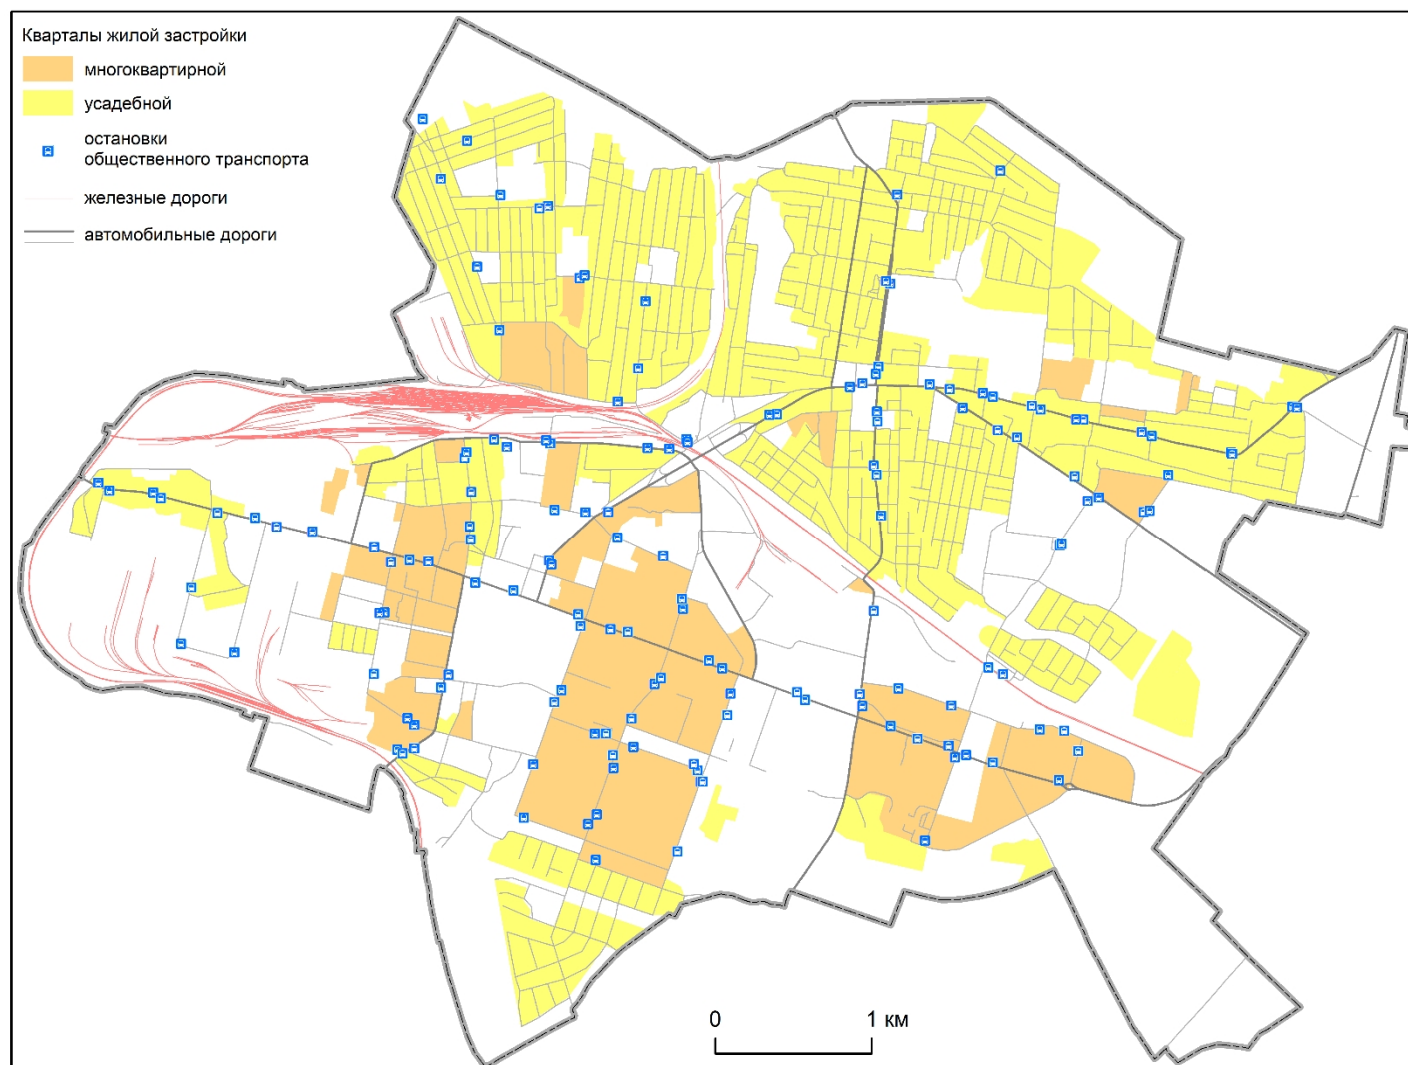 Кварталы жилой застройки
многоквартирной
усадебной
остановки
общественного транспорта
железные дороги
автомобильные дороги
0 1 км